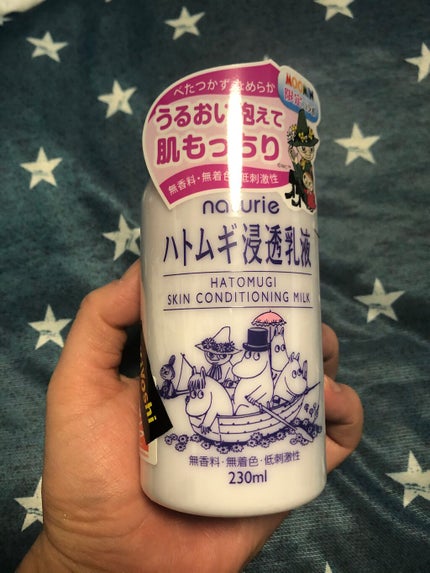 べたつかずなめらか
うるおい抱えて
肌もっちり
無香料・無着色・低刺激性
MOOMIN
限定
naturie
ハトムギ浸透乳液
HATOMUGI
SKIN CONDITIONING MILK
無香料・無着色・低刺激性
230ml